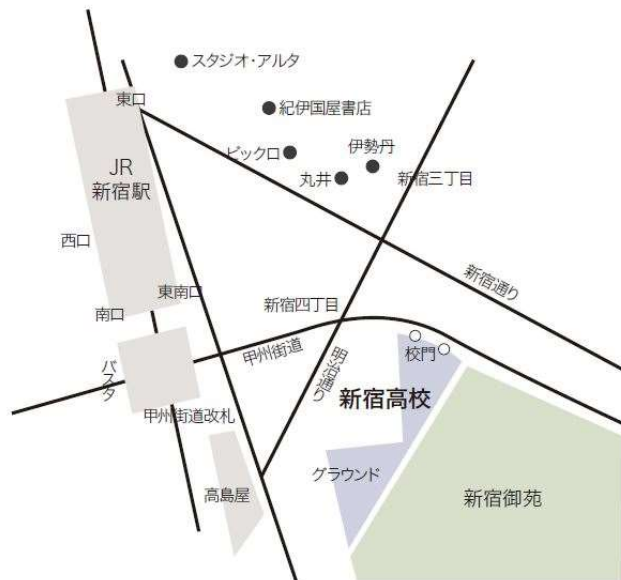 スタジオ・アルタ
東口
紀伊国屋書店
ビックロ
伊勢丹
丸井
新宿三丁目
JR
新宿駅
西口
新宿通り
東南口
南口
新宿四丁目
甲州街道
明治通り
校門
バスタ
新宿高校
甲州街道改札
グラウンド
高島屋
新宿御苑